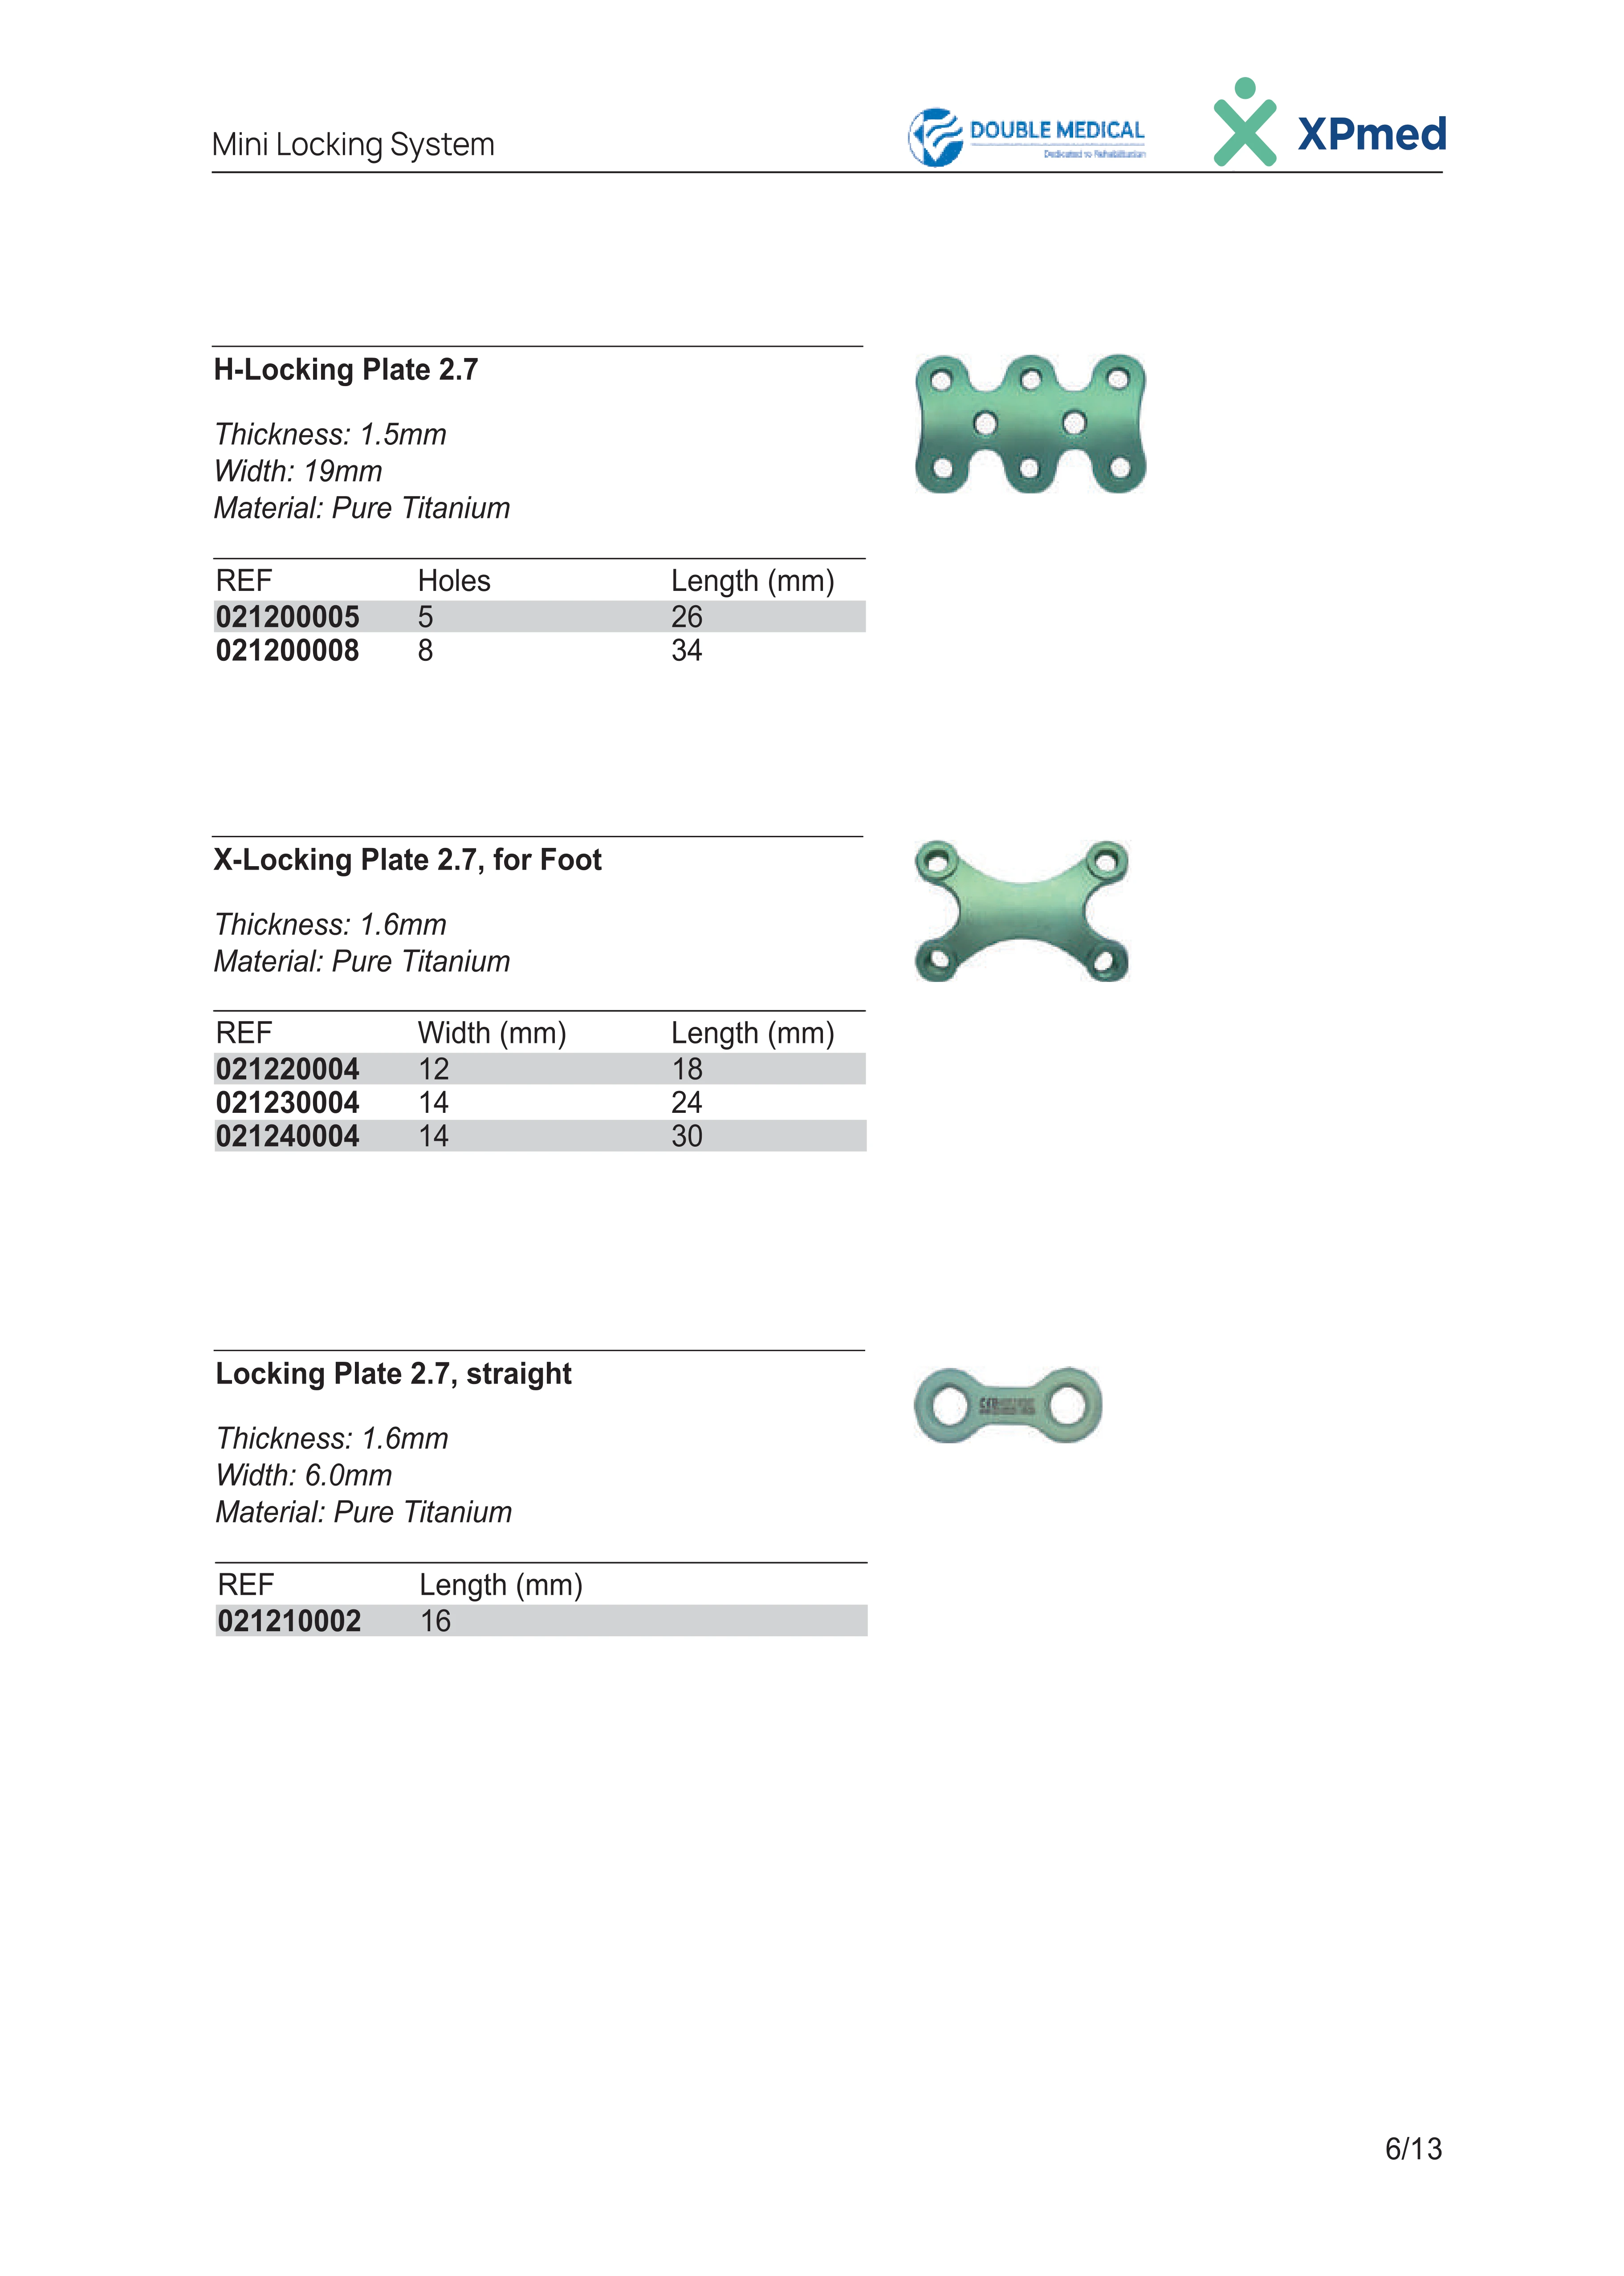 Mini Locking System
DOUBLE MEDICAL
Dedicated to Rehabilitation
XPmed
H-Locking Plate 2.7
Thickness: 1.5mm
Width: 19mm
Material: Pure Titanium
REF Holes Length (mm)
021200005 5 26
021200008 8 34
X-Locking Plate 2.7, for Foot
Thickness: 1.6mm
Material: Pure Titanium
REF Width (mm) Length (mm)
021220004 12 18
021230004 14 24
021240004 14 30
Locking Plate 2.7, straight
Thickness: 1.6mm
Width: 6.0mm
Material: Pure Titanium
REF Length (mm)
021210002 16
6/13